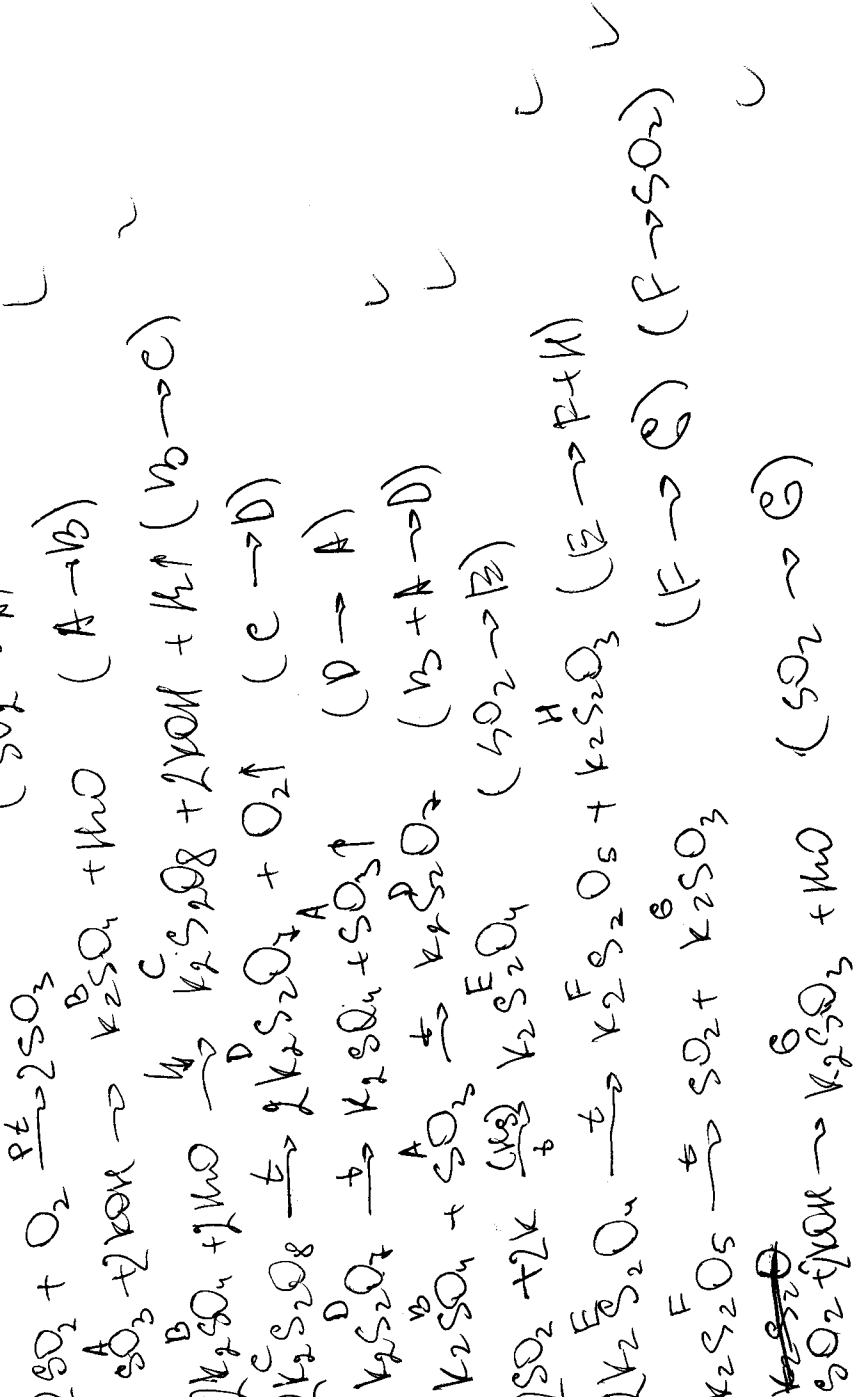 2SO₂ + O₂ —Pt→ 2SO₃ (SO₂
A SO₃ + 2KOH → B K₂SO₄ + H₂O (A → B)
B 2K₂SO₄ + 2H₂O → C K₂S₂O₈ + 2KOH + H₂↑ (B → C)
C 2K₂S₂O₈ —t→ D 2K₂S₂O₇ + O₂↑ (C → D)
D K₂S₂O₇ —t→ K₂SO₄ + A SO₃↑ (D → A)
B K₂SO₄ + A SO₃ —t→ D K₂S₂O₇ (B + A → D)
2SO₂ + 2K —(Hg) t→ E K₂S₂O₄ (SO₂ → E)
E 2K₂S₂O₄ —t→ F K₂S₂O₅ + H K₂S₂O₃ (E → F + H)
F K₂S₂O₅ —t→ SO₂ + G K₂SO₃ (F → G) (F → SO₂)
SO₂ + 2KOH → G K₂SO₃ + H₂O (SO₂ → G)